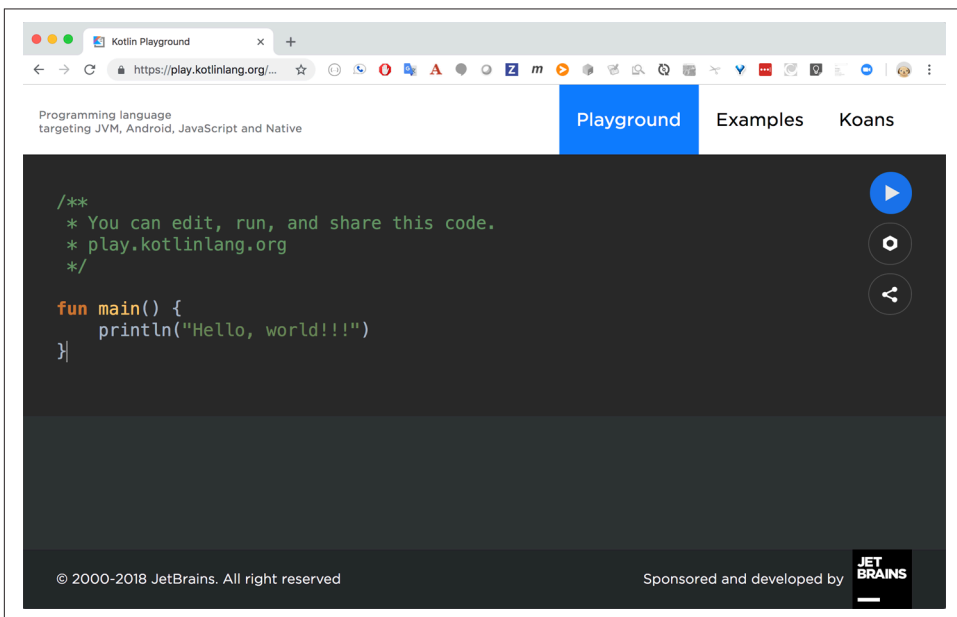 Kotlin Playground
https://play.kotlinlang.org/...
Programming language
targeting JVM, Android, JavaScript and Native
Playground
Examples
Koans
/**
* You can edit, run, and share this code.
* play.kotlinlang.org
*/
fun main() {
println("Hello, world!!!")
}
© 2000-2018 JetBrains. All right reserved
Sponsored and developed by
JET
BRAINS